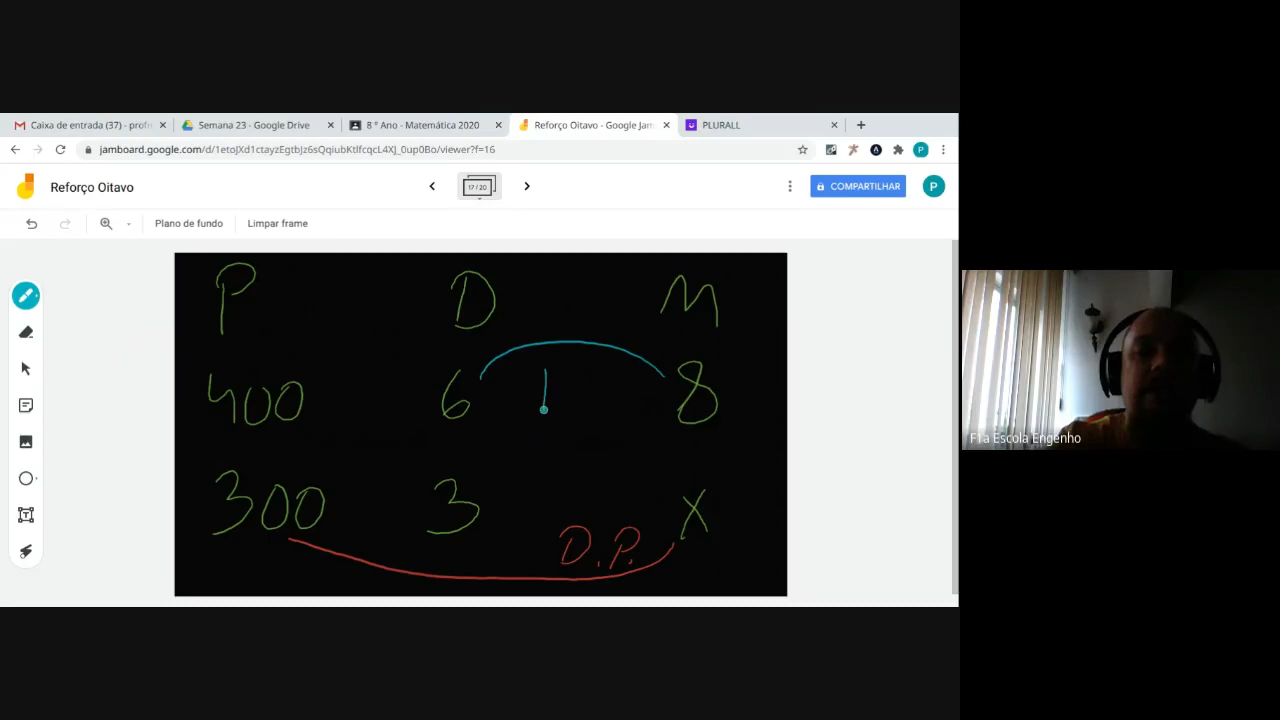 Caixa de entrada (37) - profm
Semana 23 - Google Drive
8 º Ano - Matemática 2020
Reforço Oitavo - Google Jam
PLURALL
jamboard.google.com/d/1etoJXd1ctayzEgtbJz6sQqiubKtlfcqcL4XJ_0up0Bo/viewer?f=16
Reforço Oitavo
17 / 20
COMPARTILHAR
P
Plano de fundo
Limpar frame
P D M
400 6 8
300 3 X
D.P.
F1a Escola Engenho